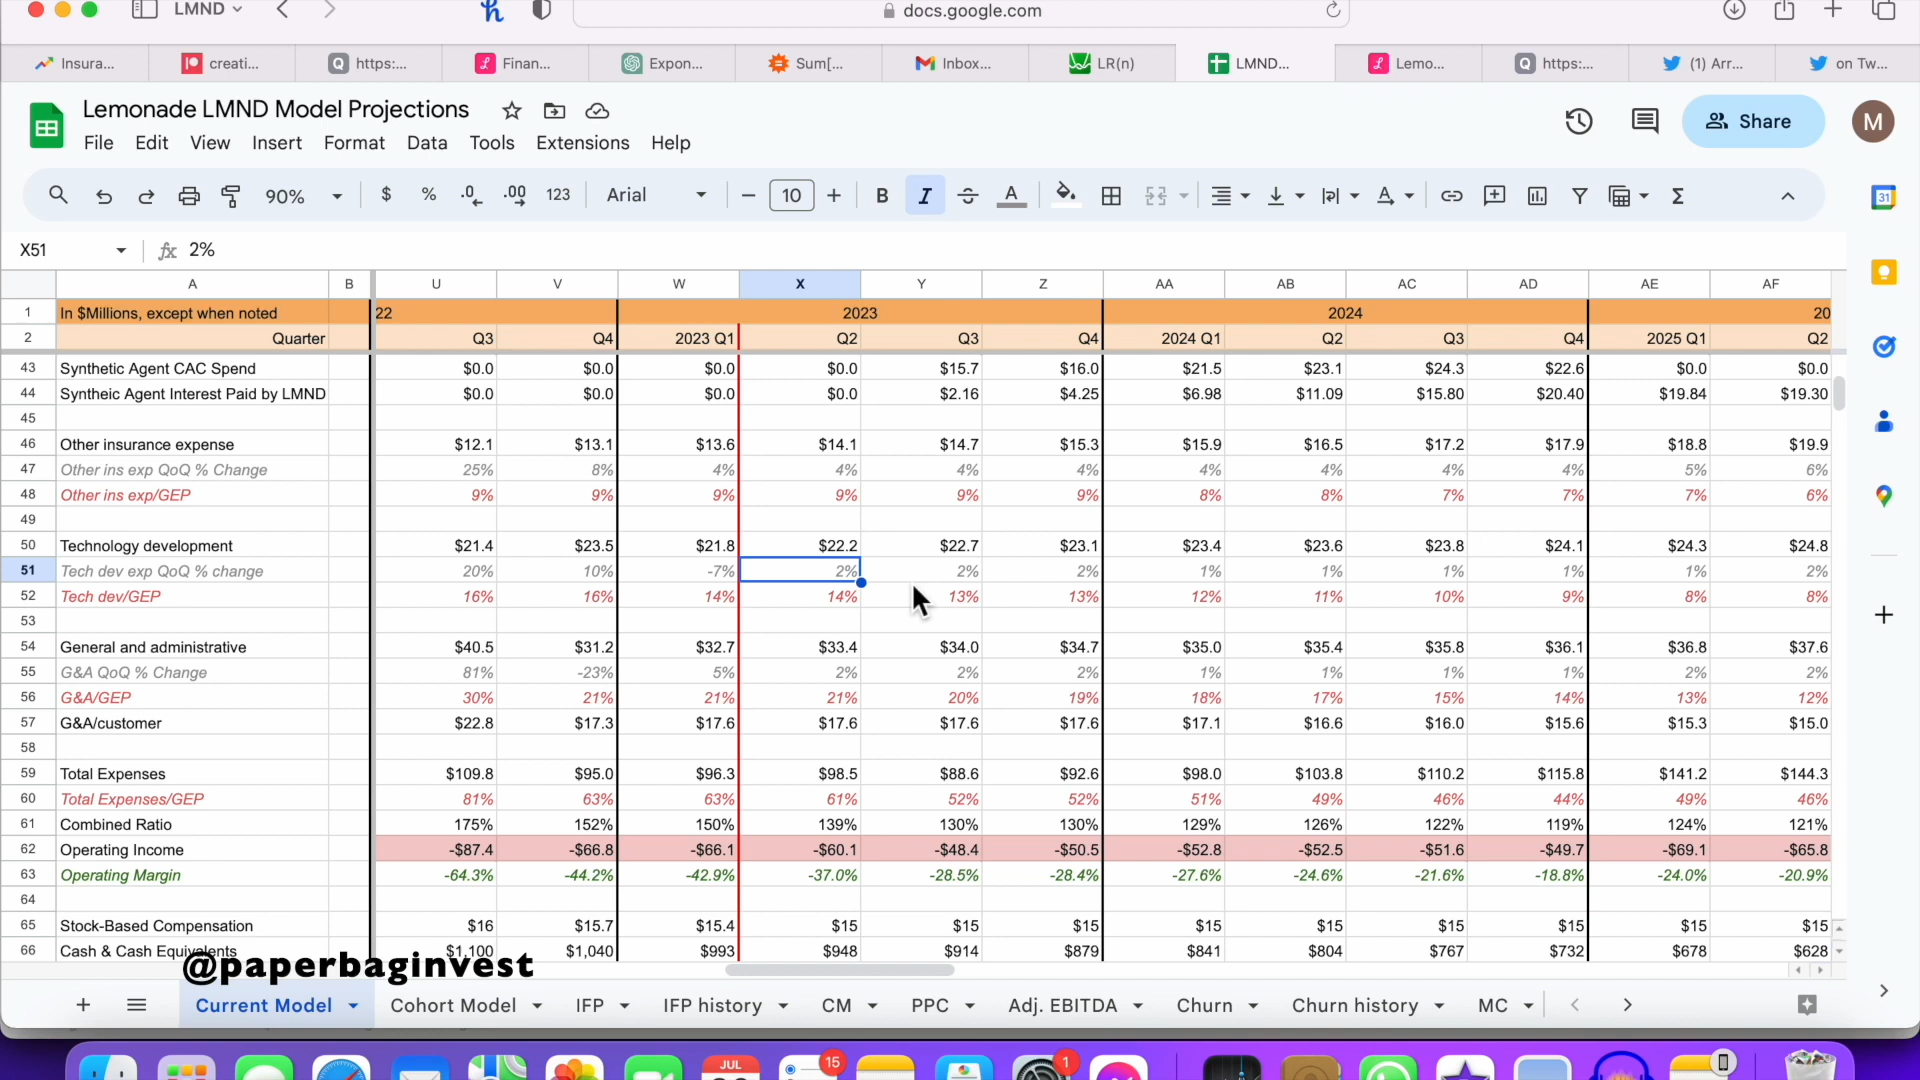 LMND docs.google.com
Insura... creati... https:... Finan... Expon... Sum[... Inbox... LR(n) LMND... Lemo... https:... (1) Arr... on Tw...
Lemonade LMND Model Projections
Share M
File Edit View Insert Format Data Tools Extensions Help
90% $ % .0 .00 123 Arial 10 B I S A A Σ
31
X51 fx 2%
A B U V W X Y Z AA AB AC AD AE AF
1 In $Millions, except when noted 22 2023 2024 20
2 Quarter Q3 Q4 2023 Q1 Q2 Q3 Q4 2024 Q1 Q2 Q3 Q4 2025 Q1 Q2
43 Synthetic Agent CAC Spend $0.0 $0.0 $0.0 $0.0 $15.7 $16.0 $21.5 $23.1 $24.3 $22.6 $0.0 $0.0
44 Syntheic Agent Interest Paid by LMND $0.0 $0.0 $0.0 $0.0 $2.16 $4.25 $6.98 $11.09 $15.80 $20.40 $19.84 $19.30
45
46 Other insurance expense $12.1 $13.1 $13.6 $14.1 $14.7 $15.3 $15.9 $16.5 $17.2 $17.9 $18.8 $19.9
47 Other ins exp QoQ % Change 25% 8% 4% 4% 4% 4% 4% 4% 4% 4% 5% 6%
48 Other ins exp/GEP 9% 9% 9% 9% 9% 9% 8% 8% 7% 7% 7% 6%
49
50 Technology development $21.4 $23.5 $21.8 $22.2 $22.7 $23.1 $23.4 $23.6 $23.8 $24.1 $24.3 $24.8
51 Tech dev exp QoQ % change 20% 10% -7% 2% 2% 2% 1% 1% 1% 1% 1% 2%
52 Tech dev/GEP 16% 16% 14% 14% 13% 13% 12% 11% 10% 9% 8% 8%
53
54 General and administrative $40.5 $31.2 $32.7 $33.4 $34.0 $34.7 $35.0 $35.4 $35.8 $36.1 $36.8 $37.6
55 G&A QoQ % Change 81% -23% 5% 2% 2% 2% 1% 1% 1% 1% 2% 2%
56 G&A/GEP 30% 21% 21% 21% 20% 19% 18% 17% 15% 14% 13% 12%
57 G&A/customer $22.8 $17.3 $17.6 $17.6 $17.6 $17.6 $17.1 $16.6 $16.0 $15.6 $15.3 $15.0
58
59 Total Expenses $109.8 $95.0 $96.3 $98.5 $88.6 $92.6 $98.0 $103.8 $110.2 $115.8 $141.2 $144.3
60 Total Expenses/GEP 81% 63% 63% 61% 52% 52% 51% 49% 46% 44% 49% 46%
61 Combined Ratio 175% 152% 150% 139% 130% 130% 129% 126% 122% 119% 124% 121%
62 Operating Income -$87.4 -$66.8 -$66.1 -$60.1 -$48.4 -$50.5 -$52.8 -$52.5 -$51.6 -$49.7 -$69.1 -$65.8
63 Operating Margin -64.3% -44.2% -42.9% -37.0% -28.5% -28.4% -27.6% -24.6% -21.6% -18.8% -24.0% -20.9%
64
65 Stock-Based Compensation $16 $15.7 $15.4 $15 $15 $15 $15 $15 $15 $15 $15 $15
66 Cash & Cash Equivalents $1,100 $1,040 $993 $948 $914 $879 $841 $804 $767 $732 $678 $628
@paperbaginvest
Current Model Cohort Model IFP IFP history CM PPC Adj. EBITDA Churn Churn history MC
JUL 15 1